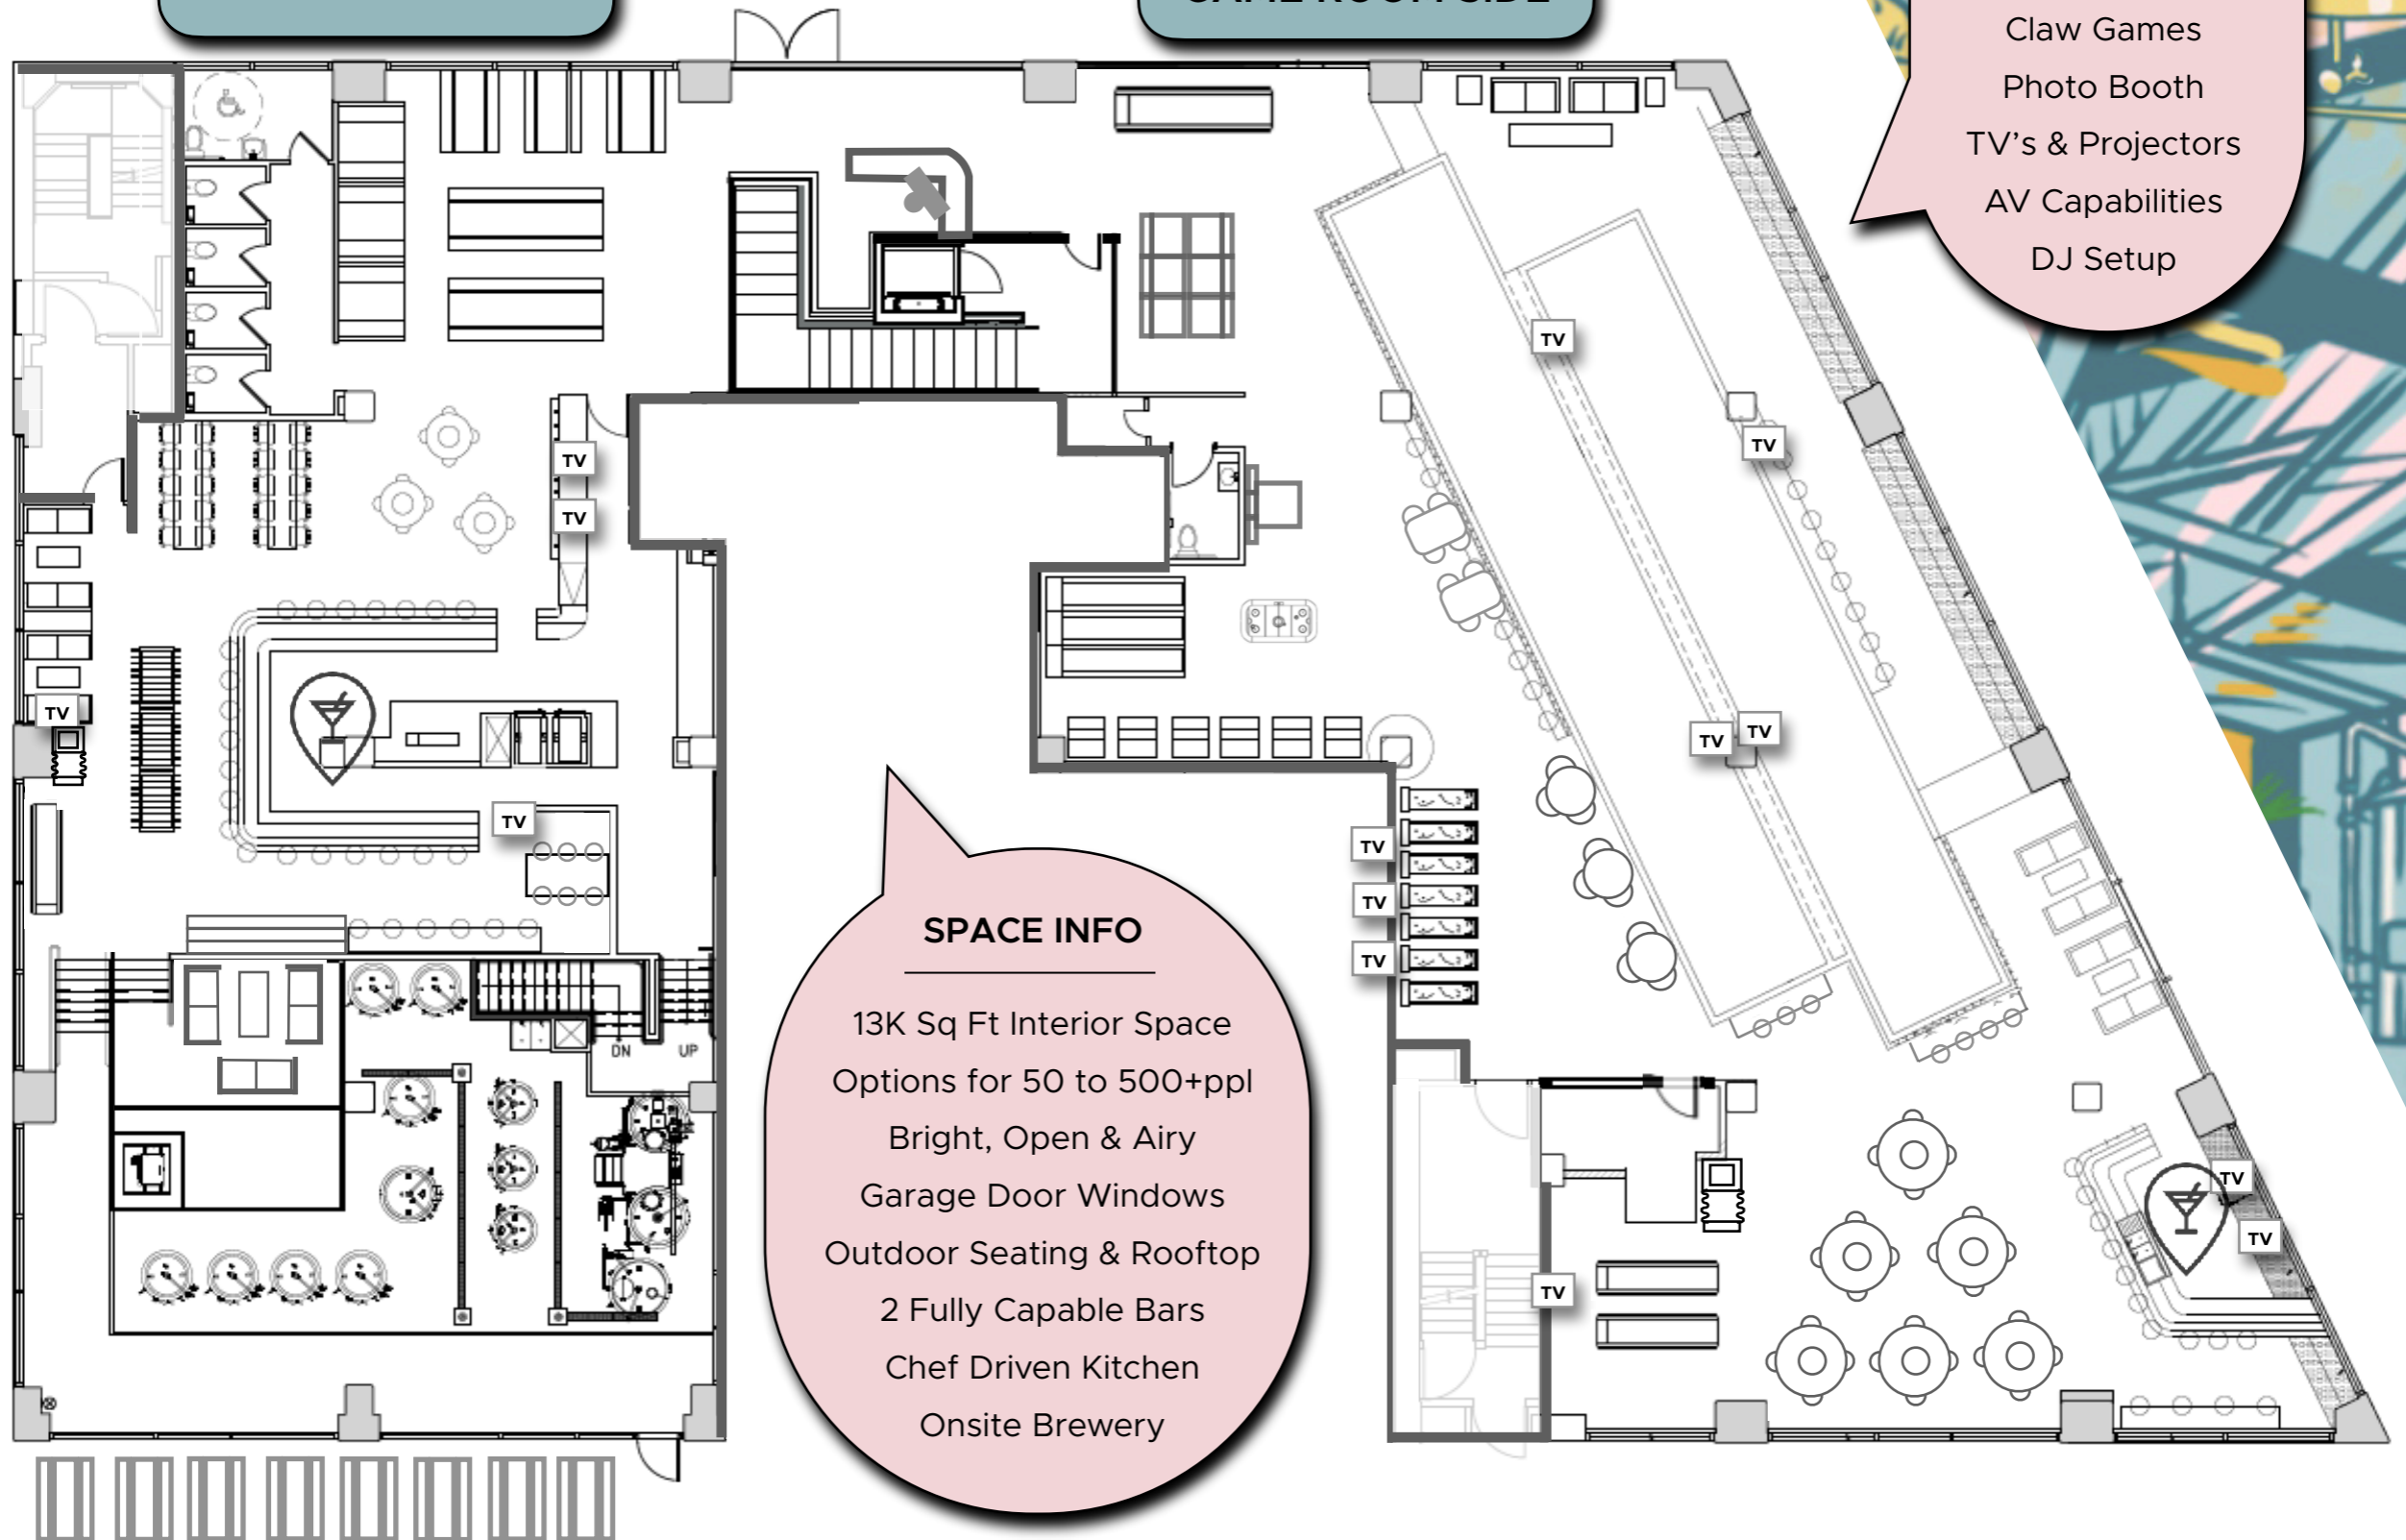 GAME ROOM SIDE
Claw Games
Photo Booth
TV's & Projectors
AV Capabilities
DJ Setup
TV
TV
TV
TV
TV
TV
TV
TV
TV
TV
TV
TV
SPACE INFO
13K Sq Ft Interior Space
Options for 50 to 500+ppl
Bright, Open & Airy
Garage Door Windows
Outdoor Seating & Rooftop
2 Fully Capable Bars
Chef Driven Kitchen
Onsite Brewery
DN
UP
TV
TV